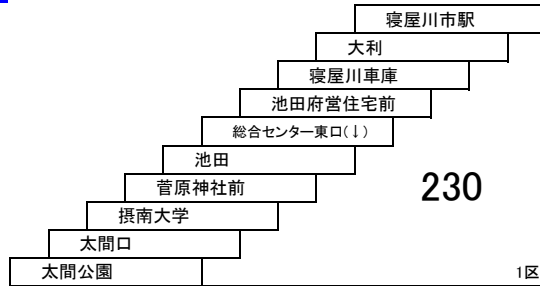 寝屋川市駅
大利
寝屋川車庫
池田府営住宅前
総合センター東口(↓)
池田
菅原神社前
230
摂南大学
太間口
太間公園
1区